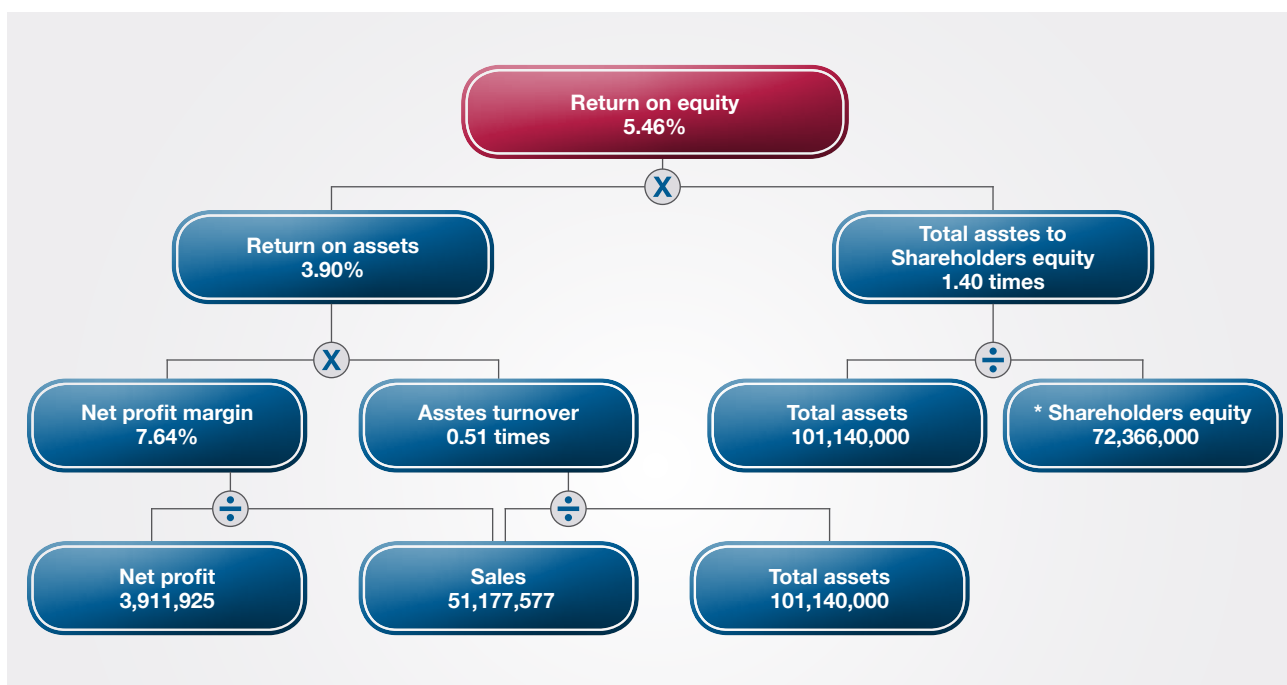 Return on equity
5.46%
X
Return on assets
3.90%
Total asstes to
Shareholders equity
1.40 times
X
÷
Net profit margin
7.64%
Asstes turnover
0.51 times
Total assets
101,140,000
* Shareholders equity
72,366,000
÷
÷
Net profit
3,911,925
Sales
51,177,577
Total assets
101,140,000